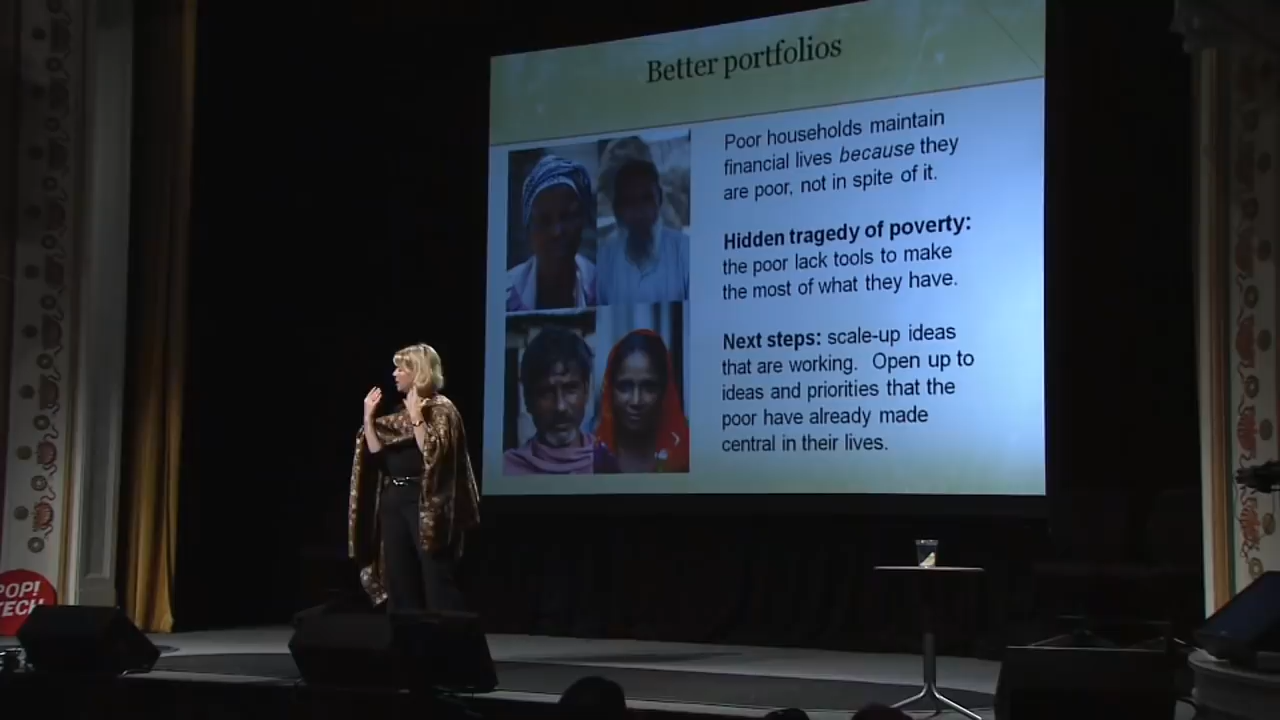 Better portfolios
Poor households maintain
financial lives because they
are poor, not in spite of it.
Hidden tragedy of poverty:
the poor lack tools to make
the most of what they have.
Next steps: scale-up ideas
that are working. Open up to
ideas and priorities that the
poor have already made
central in their lives.
POP!
TECH